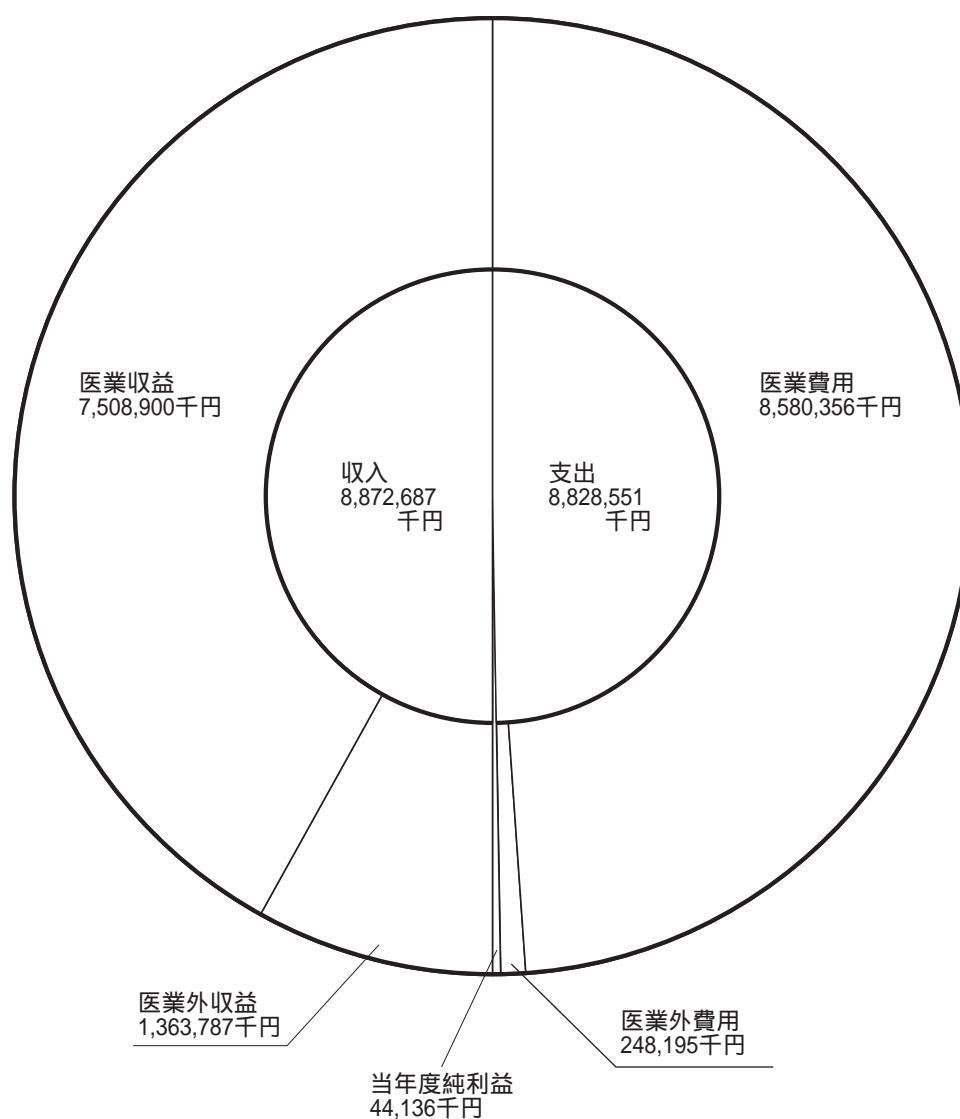 医業収益
7,508,900千円
医業費用
8,580,356千円
収入
8,872,687
千円
支出
8,828,551
千円
医業外収益
1,363,787千円
医業外費用
248,195千円
当年度純利益
44,136千円